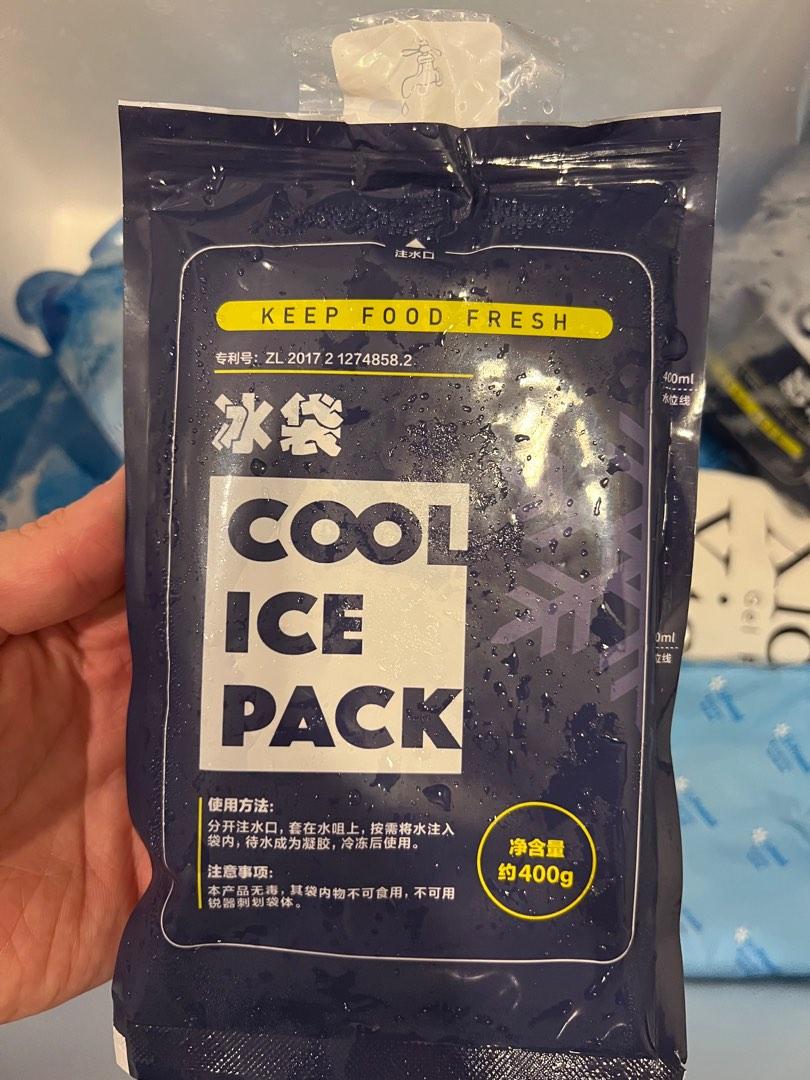 注水口
KEEP FOOD FRESH
专利号: ZL 2017 2 1274858.2
400ml
水位线
冰袋
COOL
ICE
PACK
0ml
位线
Gel
使用方法:
分开注水口，套在水咀上，按需将水注入
袋内，待水成为凝胶，冷冻后使用。
注意事项:
本产品无毒，其袋内物不可食用，不可用
锐器刺划袋体。
净含量
约400g